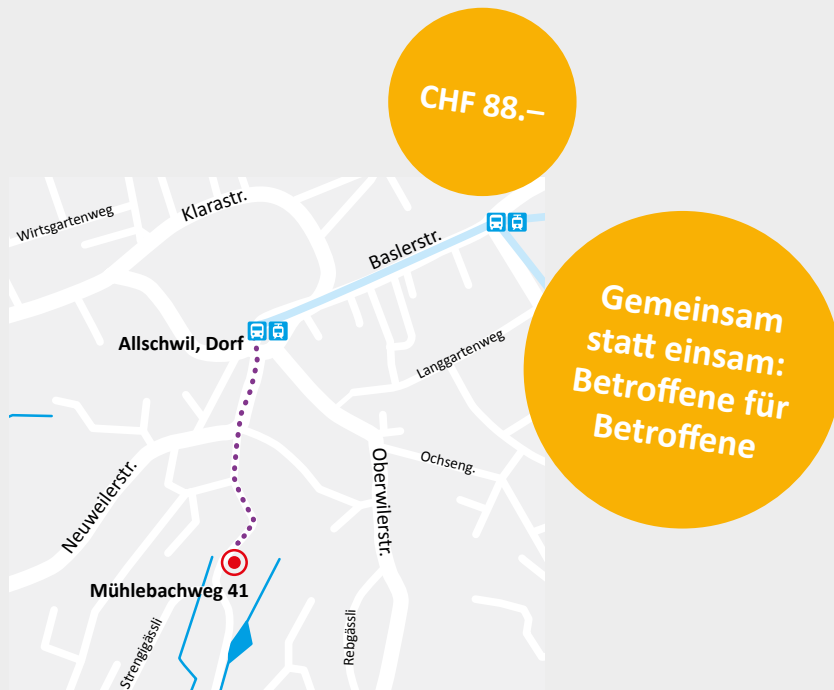 CHF 88.–
Wirtsgartenweg
Klarastr.
Baslerstr.
Gemeinsam
statt einsam:
Betroffene für
Betroffene
Allschwil, Dorf
Langgartenweg
Ochseng.
Neuweilerstr.
Oberwilerstr.
Mühlebachweg 41
Strengigässli
Rebgässli